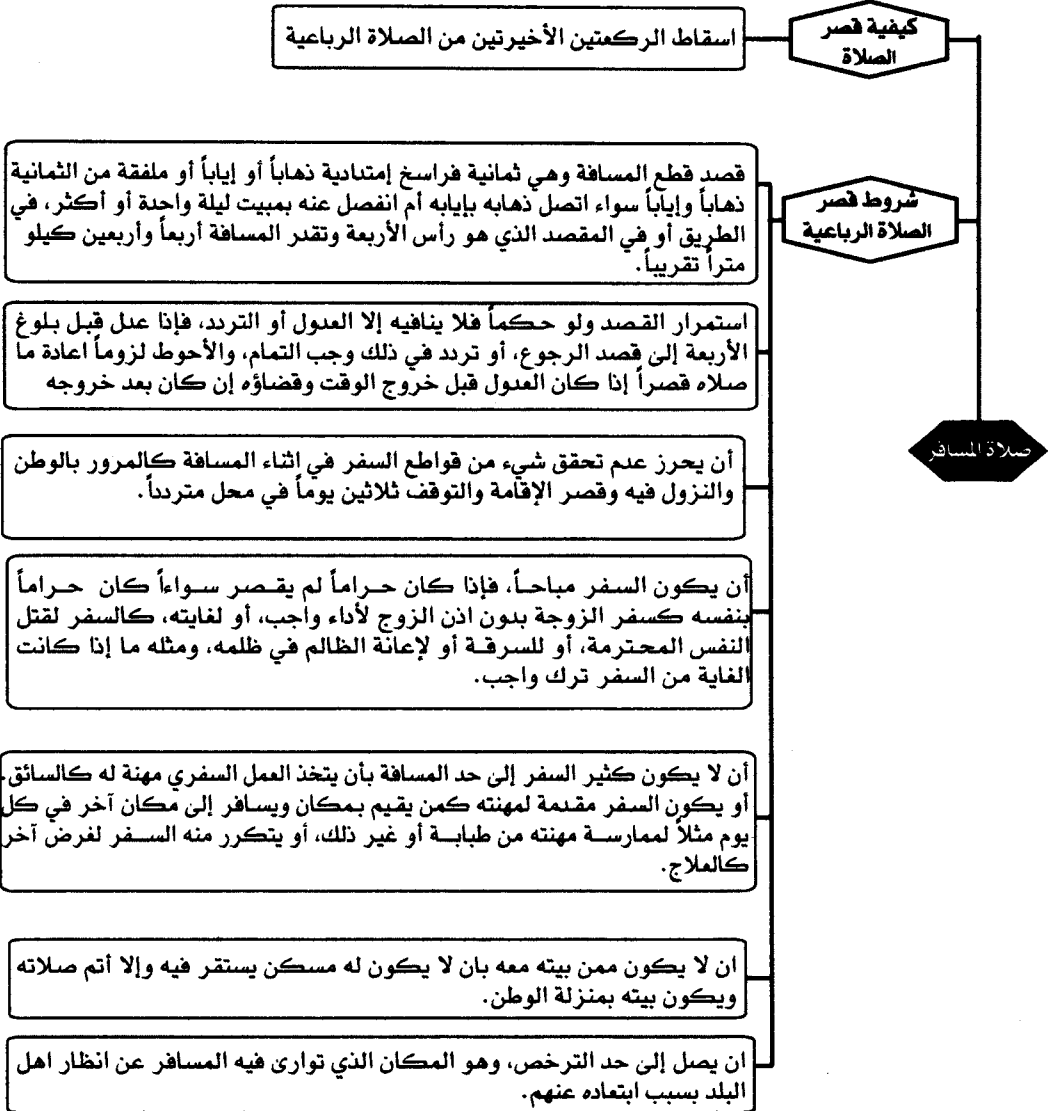 كيفية قصر
الصلاة
اسقاط الركعتين الأخيرتين من الصلاة الرباعية
شروط قصر
الصلاة الرباعية
قصد قطع المسافة وهي ثمانية فراسخ إمتدادية ذهاباً أو إياباً أو ملفقة من الثمانية
ذهاباً وإياباً سواء اتصل ذهابه بإيابه أم انفصل عنه بمبيت ليلة واحدة أو أكثر، في
الطريق أو في المقصد الذي هو رأس الأربعة وتقدر المسافة أربعاً وأربعين كيلو
متراً تقريباً.
استمرار القصد ولو حكماً فلا ينافيه إلا العدول أو التردد، فإذا عدل قبل بلوغ
الأربعة إلى قصد الرجوع، أو تردد في ذلك وجب التمام، والأحوط لزوماً اعادة ما
صلاه قصراً إذا كان العدول قبل خروج الوقت وقضاؤه إن كان بعد خروجه
صلاة المسافر
أن يحرز عدم تحقق شيء من قواطع السفر في اثناء المسافة كالمرور بالوطن
والنزول فيه وقصر الإقامة والتوقف ثلاثين يوماً في محل متردداً.
أن يكون السفر مباحاً، فإذا كان حراماً لم يقصر سواءاً كان حراماً
بنفسه كسفر الزوجة بدون اذن الزوج لأداء واجب، أو لغايته، كالسفر لقتل
النفس المحترمة، أو للسرقة أو لإعانة الظالم في ظلمه، ومثله ما إذا كانت
الغاية من السفر ترك واجب.
أن لا يكون كثير السفر إلى حد المسافة بأن يتخذ العمل السفري مهنة له كالسائق.
أو يكون السفر مقدمة لمهنته كمن يقيم بمكان ويسافر إلى مكان آخر في كل
يوم مثلاً لممارسة مهنته من طبابة أو غير ذلك، أو يتكرر منه السفر لغرض آخر
كالعلاج.
ان لا يكون ممن بيته معه بان لا يكون له مسكن يستقر فيه وإلا أتم صلاته
ويكون بيته بمنزلة الوطن.
ان يصل إلى حد الترخص، وهو المكان الذي توارى فيه المسافر عن انظار اهل
البلد بسبب ابتعاده عنهم.